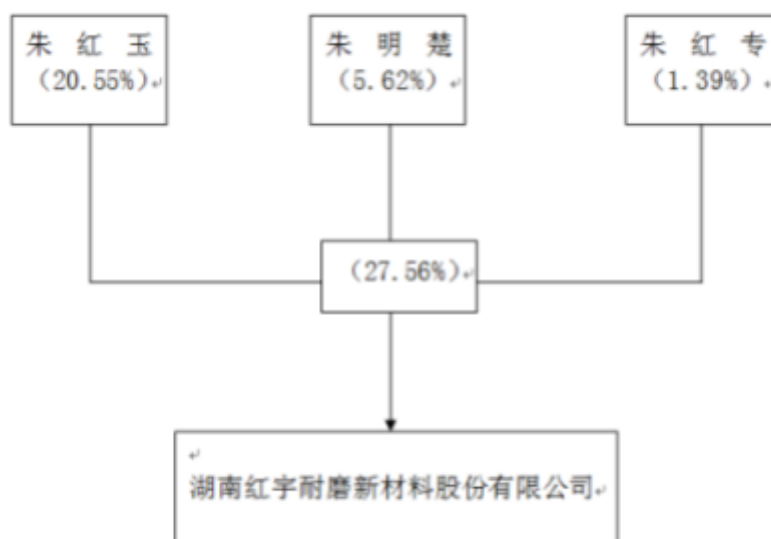 朱 红 玉
（20.55%）
朱 明 楚
（5.62%）
朱 红 专
（1.39%）
（27.56%）
湖南红宇耐磨新材料股份有限公司